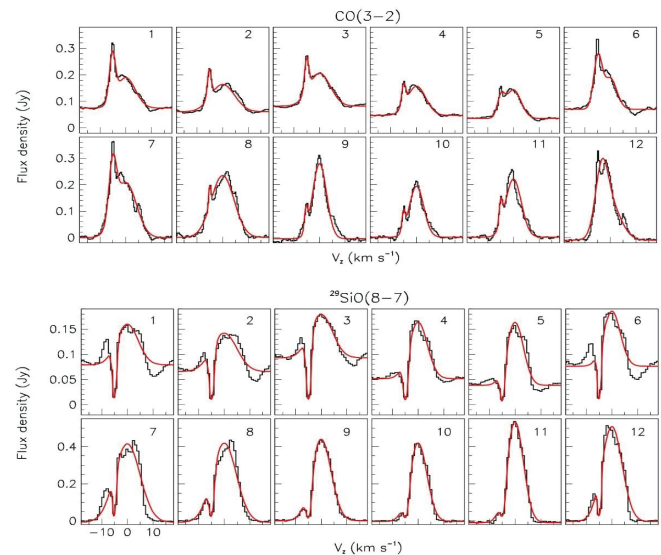 CO(3−2)
1 2 3 4 5 6
0.3
0.2
0.1
0
7 8 9 10 11 12
0.3
0.2
0.1
0
Flux density (Jy)
V_z (km s⁻¹)
²⁹SiO(8−7)
1 2 3 4 5 6
0.15
0.10
0.05
0
7 8 9 10 11 12
0.4
0.2
0
Flux density (Jy)
−10 0 10
V_z (km s⁻¹)